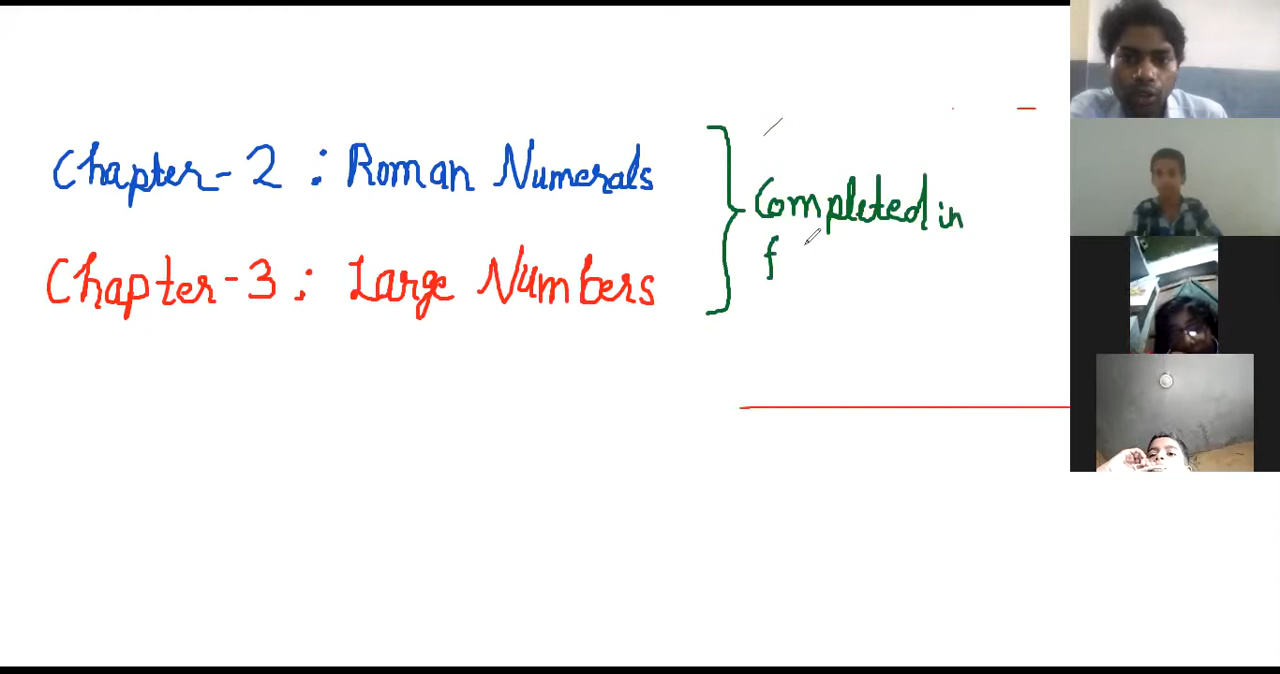 Chapter-2 : Roman Numerals
Chapter-3 : Large Numbers
Completed in
f